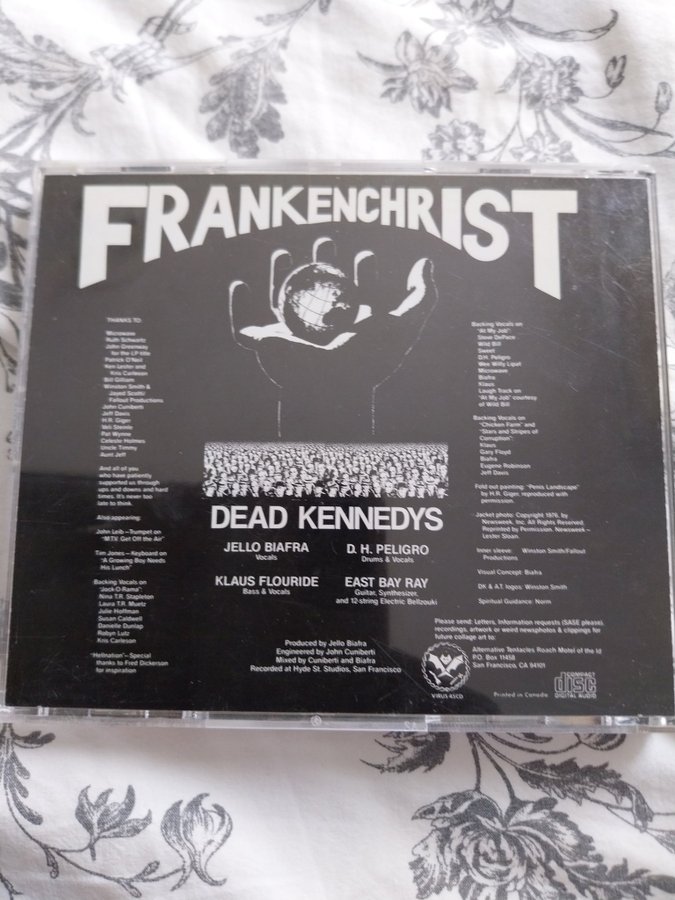 FRANKENCHRIST
THANKS TO
Microwave
Ruth Schwartz
John Greenway
for the LP title
Patrick O'Neil
Ken Lester and
Kris Carleson
Bill Gilliam
Winston Smith &
Jayed Scotti/
Fallout Productions
John Cuniberti
Jeff Davis
H.R. Giger
Veli Steele
Pat Wynne
Celeste Holmes
Uncle Timmy
Aunt Jeff
And all of you
who have patiently
supported us through
ups and downs and hard
times. It's never too
late to think.
Also appearing:
John Leib – Trumpet on
"M.T.V. Get Off the Air"
Tim Jones – Keyboard on
"A Growing Boy Needs
His Lunch"
Backing Vocals on
"Jack-O-Rama":
Nina T.R. Stapleton
Laura T.R. Muetz
Julie Hoffman
Susan Caldwell
Danielle Dunlap
Robyn Lutz
Kris Carleson
"Hellnation" – Special
thanks to Fred Dickerson
for inspiration
DEAD KENNEDYS
JELLO BIAFRA
Vocals
D. H. PELIGRO
Drums & Vocals
KLAUS FLOURIDE
Bass & Vocals
EAST BAY RAY
Guitar, Synthesizer,
and 12-string Electric Bellzouki
Produced by Jello Biafra
Engineered by John Cuniberti
Mixed by Cuniberti and Biafra
Recorded at Hyde St. Studios, San Francisco
Backing Vocals on
"At My Job":
Steve DePace
Wild Bill
Sweet
D.H. Peligro
Wes Willy Lipat
Microwave
Biafra
Klaus
Laugh Track on
"At My Job" courtesy
of Wild Bill
Backing Vocals on
"Chicken Farm" and
"Stars and Stripes of
Corruption":
Klaus
Gary Floyd
Biafra
Eugene Robinson
Jeff Davis
Fold out painting: "Penis Landscape"
by H.R. Giger, reproduced with
permission.
Jacket photo: Copyright 1976, by
Newsweek, Inc. All Rights Reserved.
Reprinted by Permission. Newsweek –
Lester Sloan
Inner sleeve: Winston Smith/Fallout
Productions
Visual Concept: Biafra
DK & A.T. logos: Winston Smith
Spiritual Guidance: Norm
Please send: Letters, Information requests (SASE please),
recordings, artwork or weird newsphotos & clippings for
future collage art to:
Alternative Tentacles Roach Motel of the Id
P.O. Box 11458
San Francisco, CA 94101
VIRUS 45CD
Printed in Canada
COMPACT
disc
DIGITAL AUDIO